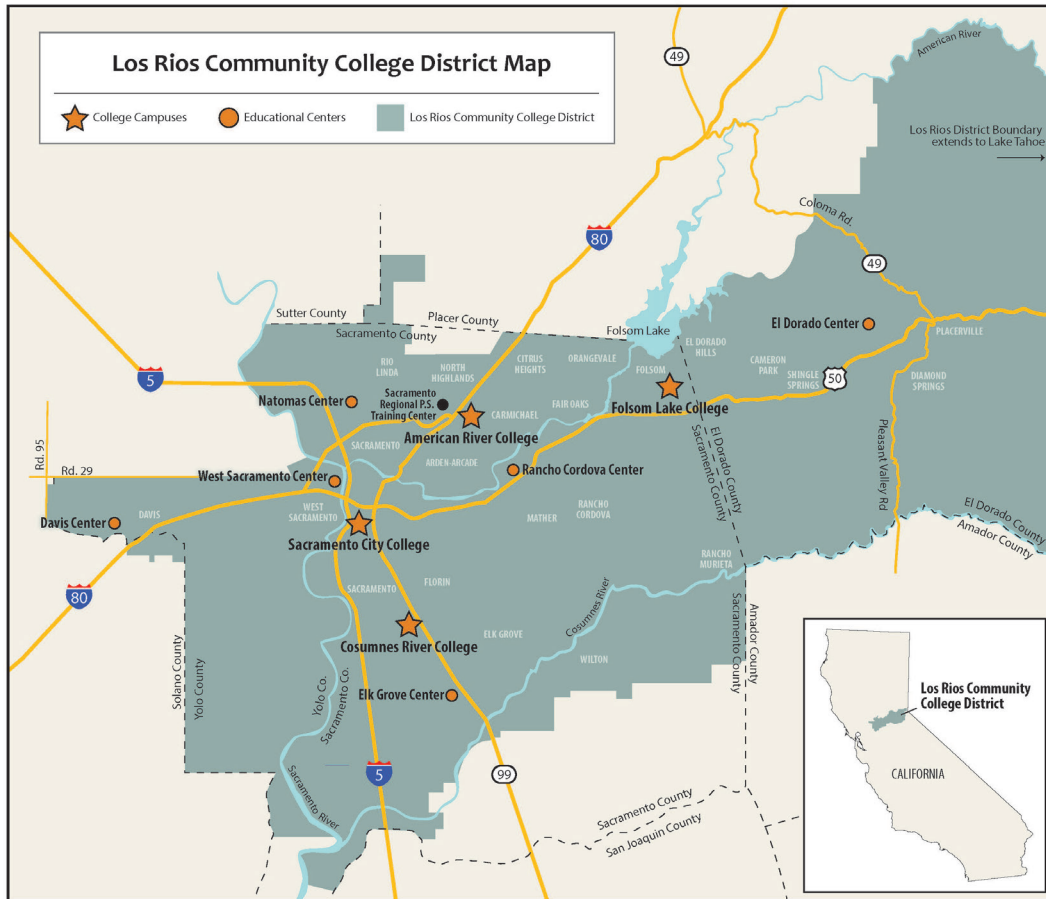 Los Rios Community College District Map
College Campuses
Educational Centers
Los Rios Community College District
49
American River
Los Rios District Boundary
extends to Lake Tahoe
80
Coloma Rd.
49
Sutter County
Sacramento County
Placer County
Folsom Lake
El Dorado Center
PLACERVILLE
5
RIO
LINDA
NORTH
HIGHLANDS
CITRUS
HEIGHTS
ORANGEVALE
FOLSOM
EL DORADO
HILLS
CAMERON
PARK
SHINGLE
SPRINGS
50
DIAMOND
SPRINGS
Natomas Center
Sacramento
Regional P.S.
Training Center
CARMICHAEL
FAIR OAKS
Folsom Lake College
American River College
SACRAMENTO
ARDEN-ARCADE
Rancho Cordova Center
El Dorado County
Sacramento County
Pleasant Valley Rd
Rd. 95
Rd. 29
West Sacramento Center
WEST
SACRAMENTO
Davis Center
DAVIS
MATHER
RANCHO
CORDOVA
Sacramento City College
El Dorado County
Amador County
RANCHO
MURIETA
80
SACRAMENTO
FLORIN
Cosumnes River
Sacramento County
Amador County
Cosumnes River College
ELK GROVE
WILTON
Solano County
Yolo County
Yolo Co.
Sacramento Co.
Elk Grove Center
Sacramento River
5
99
Sacramento County
San Joaquin County
Los Rios Community
College District
CALIFORNIA